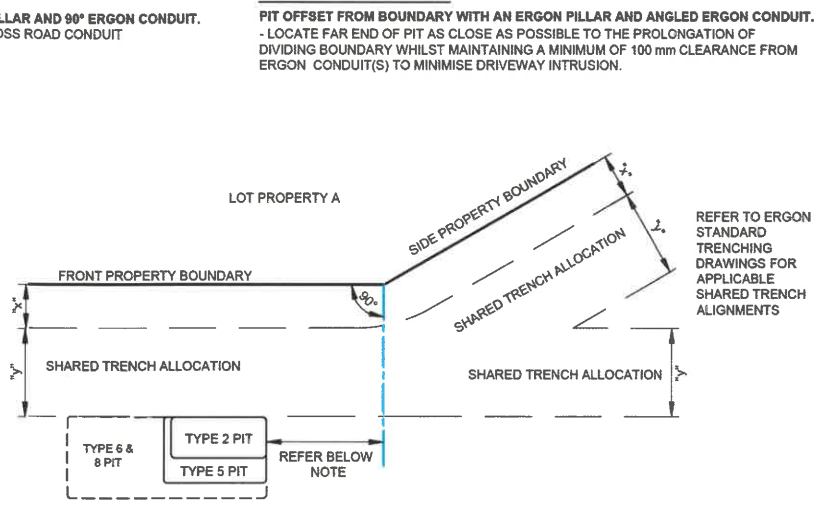 LLAR AND 90° ERGON CONDUIT.
OSS ROAD CONDUIT
PIT OFFSET FROM BOUNDARY WITH AN ERGON PILLAR AND ANGLED ERGON CONDUIT.
- LOCATE FAR END OF PIT AS CLOSE AS POSSIBLE TO THE PROLONGATION OF
DIVIDING BOUNDARY WHILST MAINTAINING A MINIMUM OF 100 mm CLEARANCE FROM
ERGON CONDUIT(S) TO MINIMISE DRIVEWAY INTRUSION.
LOT PROPERTY A
SIDE PROPERTY BOUNDARY
SHARED TRENCH ALLOCATION
REFER TO ERGON
STANDARD
TRENCHING
DRAWINGS FOR
APPLICABLE
SHARED TRENCH
ALIGNMENTS
FRONT PROPERTY BOUNDARY
90°
"x"
"y"
SHARED TRENCH ALLOCATION
SHARED TRENCH ALLOCATION
"y"
TYPE 6 &
8 PIT
TYPE 2 PIT
TYPE 5 PIT
REFER BELOW
NOTE